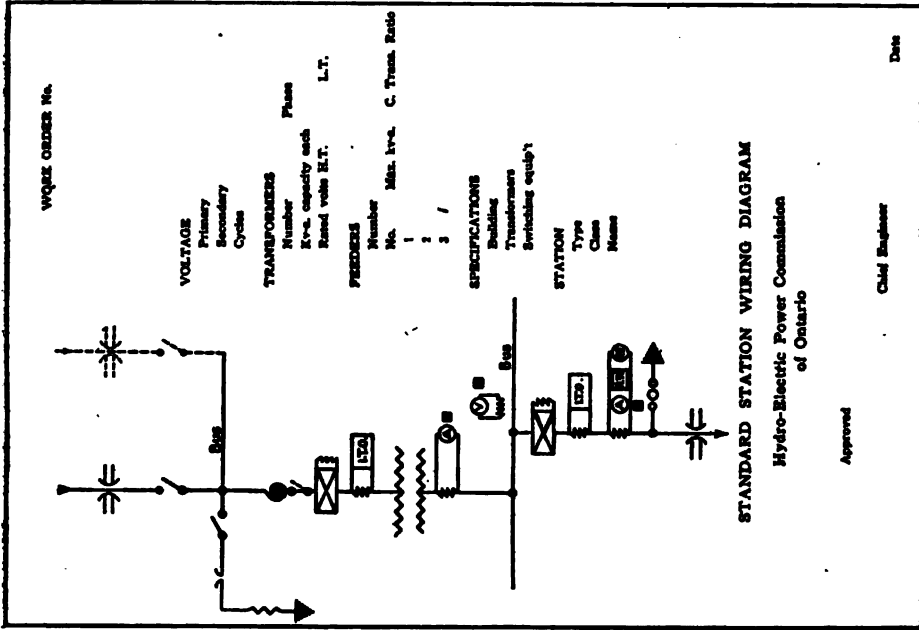 WORK ORDER No.
VOLTAGE
Primary
Secondary
Cycles
TRANSFORMERS
Number Phase
Kv-a. capacity each
Rated volts H.T. L.T.
FEEDERS
Number
No. Max. kv-a. C. Trans. Ratio
1
2
3
SPECIFICATIONS
Building
Transformers
Switching equip't
STATION
Type
Class
Name
Bus
I.T.O.
A
V
Bus
I.T.O.
A
STANDARD STATION WIRING DIAGRAM
Hydro-Electric Power Commission
of Ontario
Approved
Chief Engineer
Date